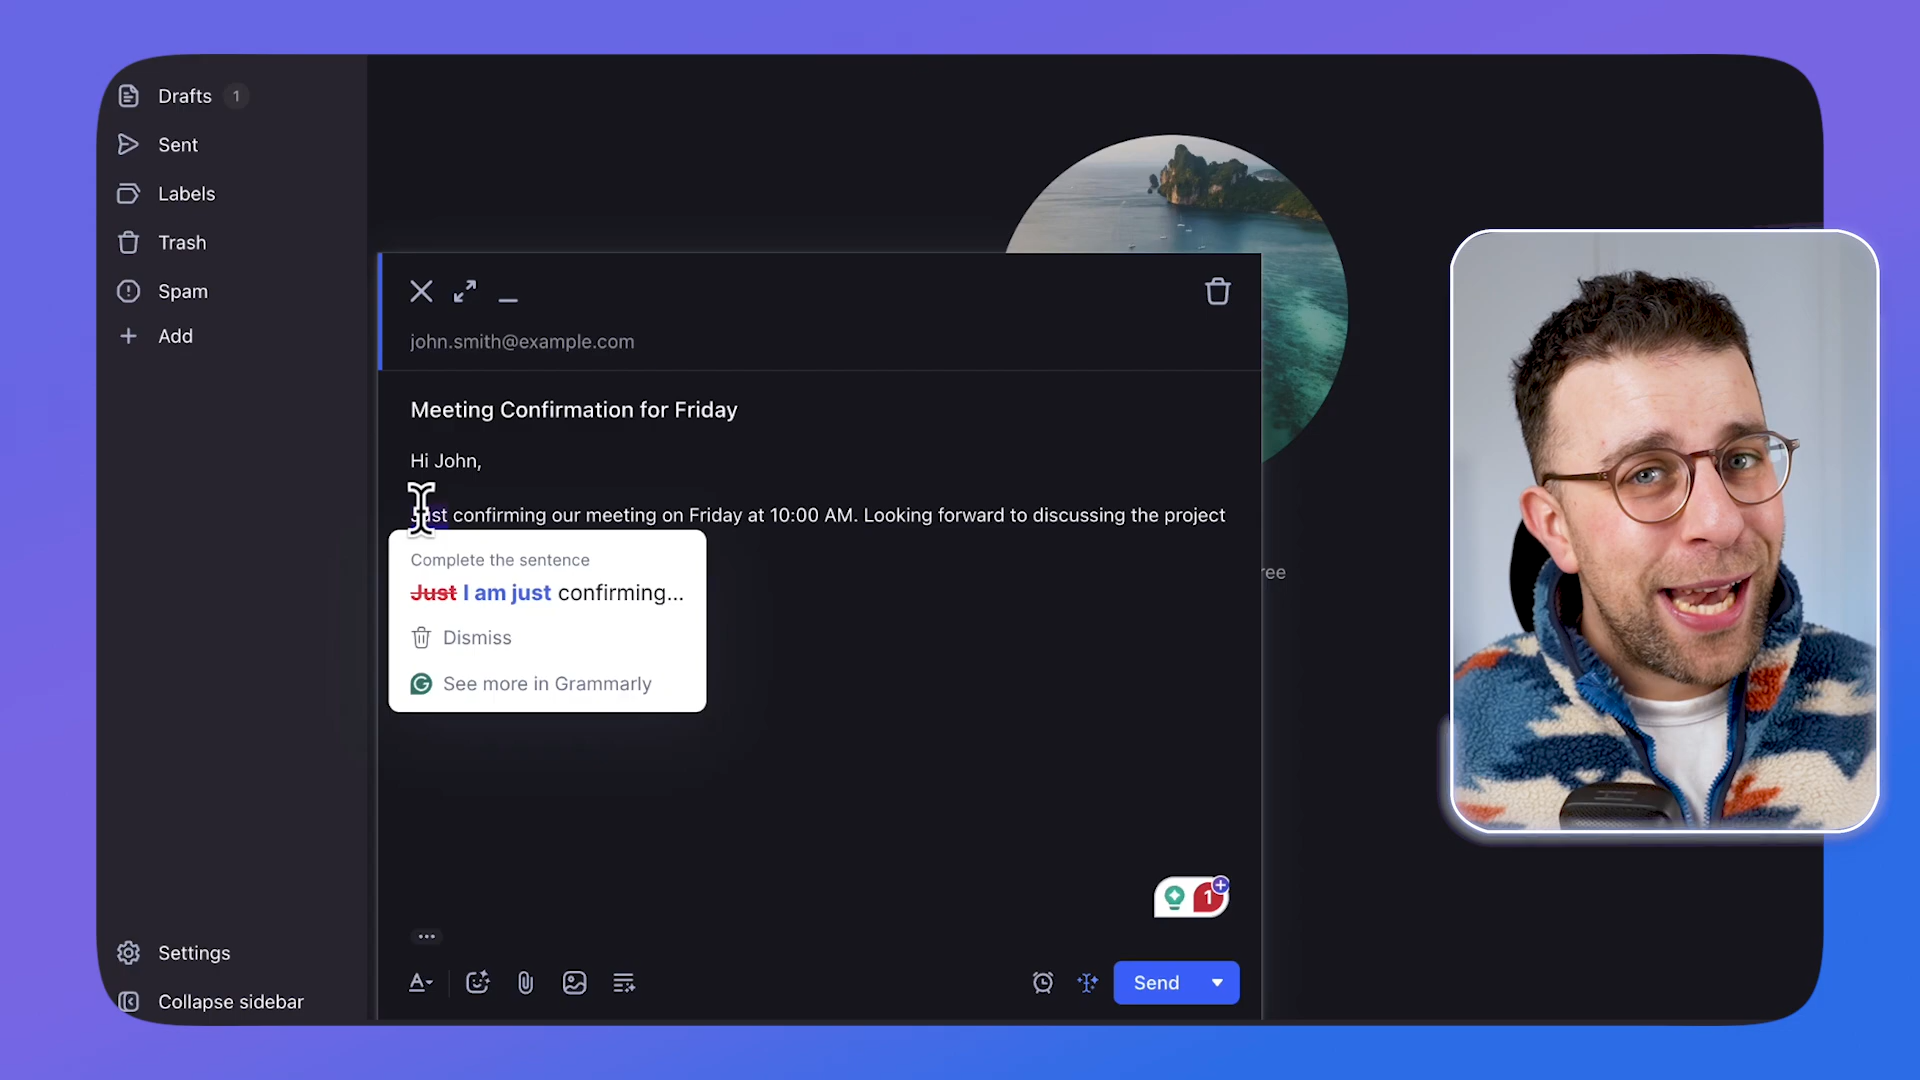 Drafts 1
Sent
Labels
Trash
Spam
Add
john.smith@example.com
Meeting Confirmation for Friday
Hi John,
Just confirming our meeting on Friday at 10:00 AM. Looking forward to discussing the project
Complete the sentence
Just I am just confirming...
Dismiss
See more in Grammarly
ree
1
Settings
Collapse sidebar
A
Send